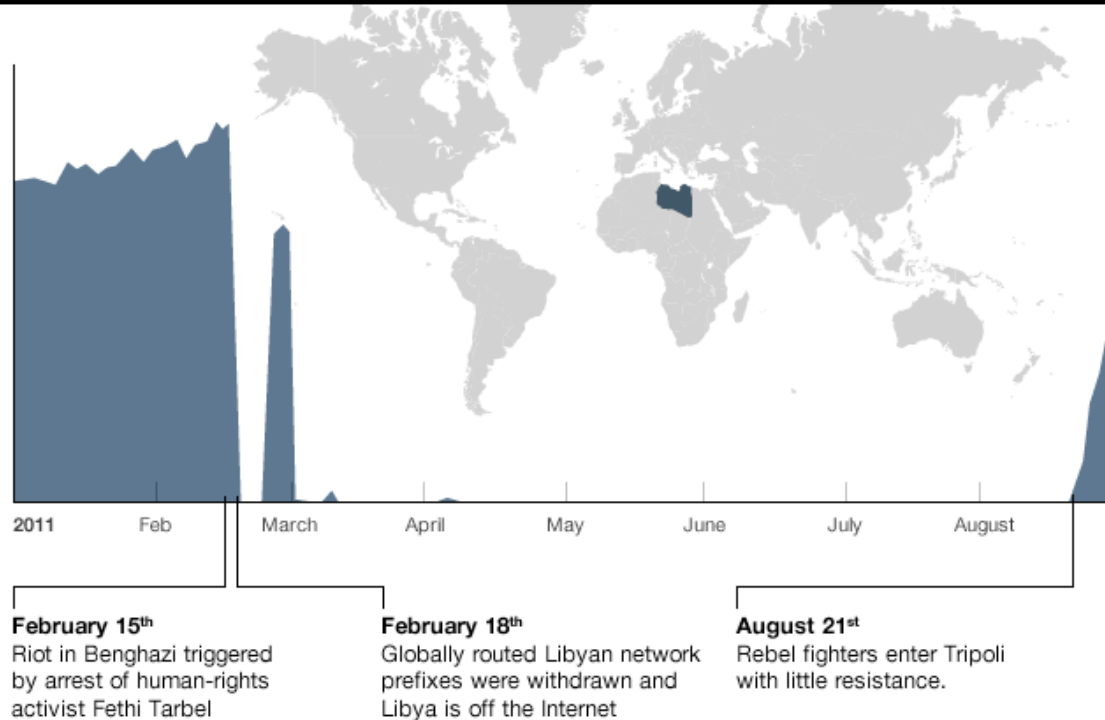 2011 Feb March April May June July August
February 15th
Riot in Benghazi triggered
by arrest of human-rights
activist Fethi Tarbel
February 18th
Globally routed Libyan network
prefixes were withdrawn and
Libya is off the Internet
August 21st
Rebel fighters enter Tripoli
with little resistance.